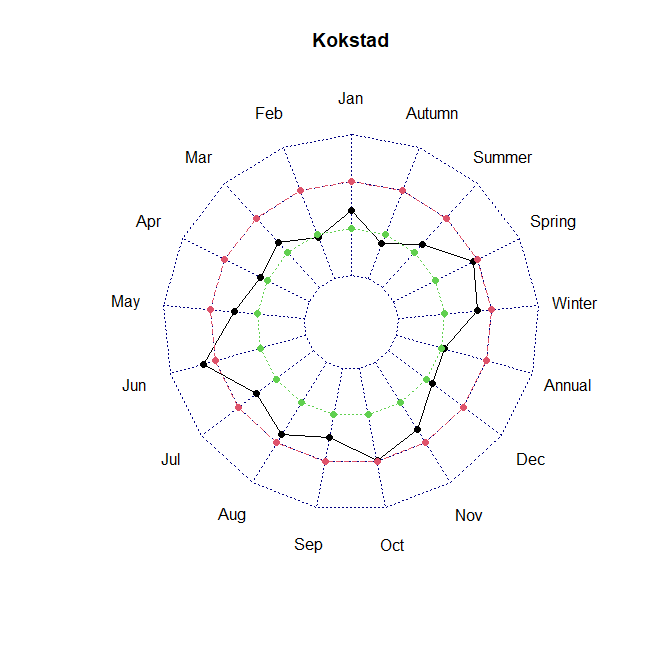 Kokstad
Jan
Feb
Autumn
Mar
Summer
Apr
Spring
May
Winter
Jun
Annual
Jul
Dec
Aug
Nov
Sep
Oct